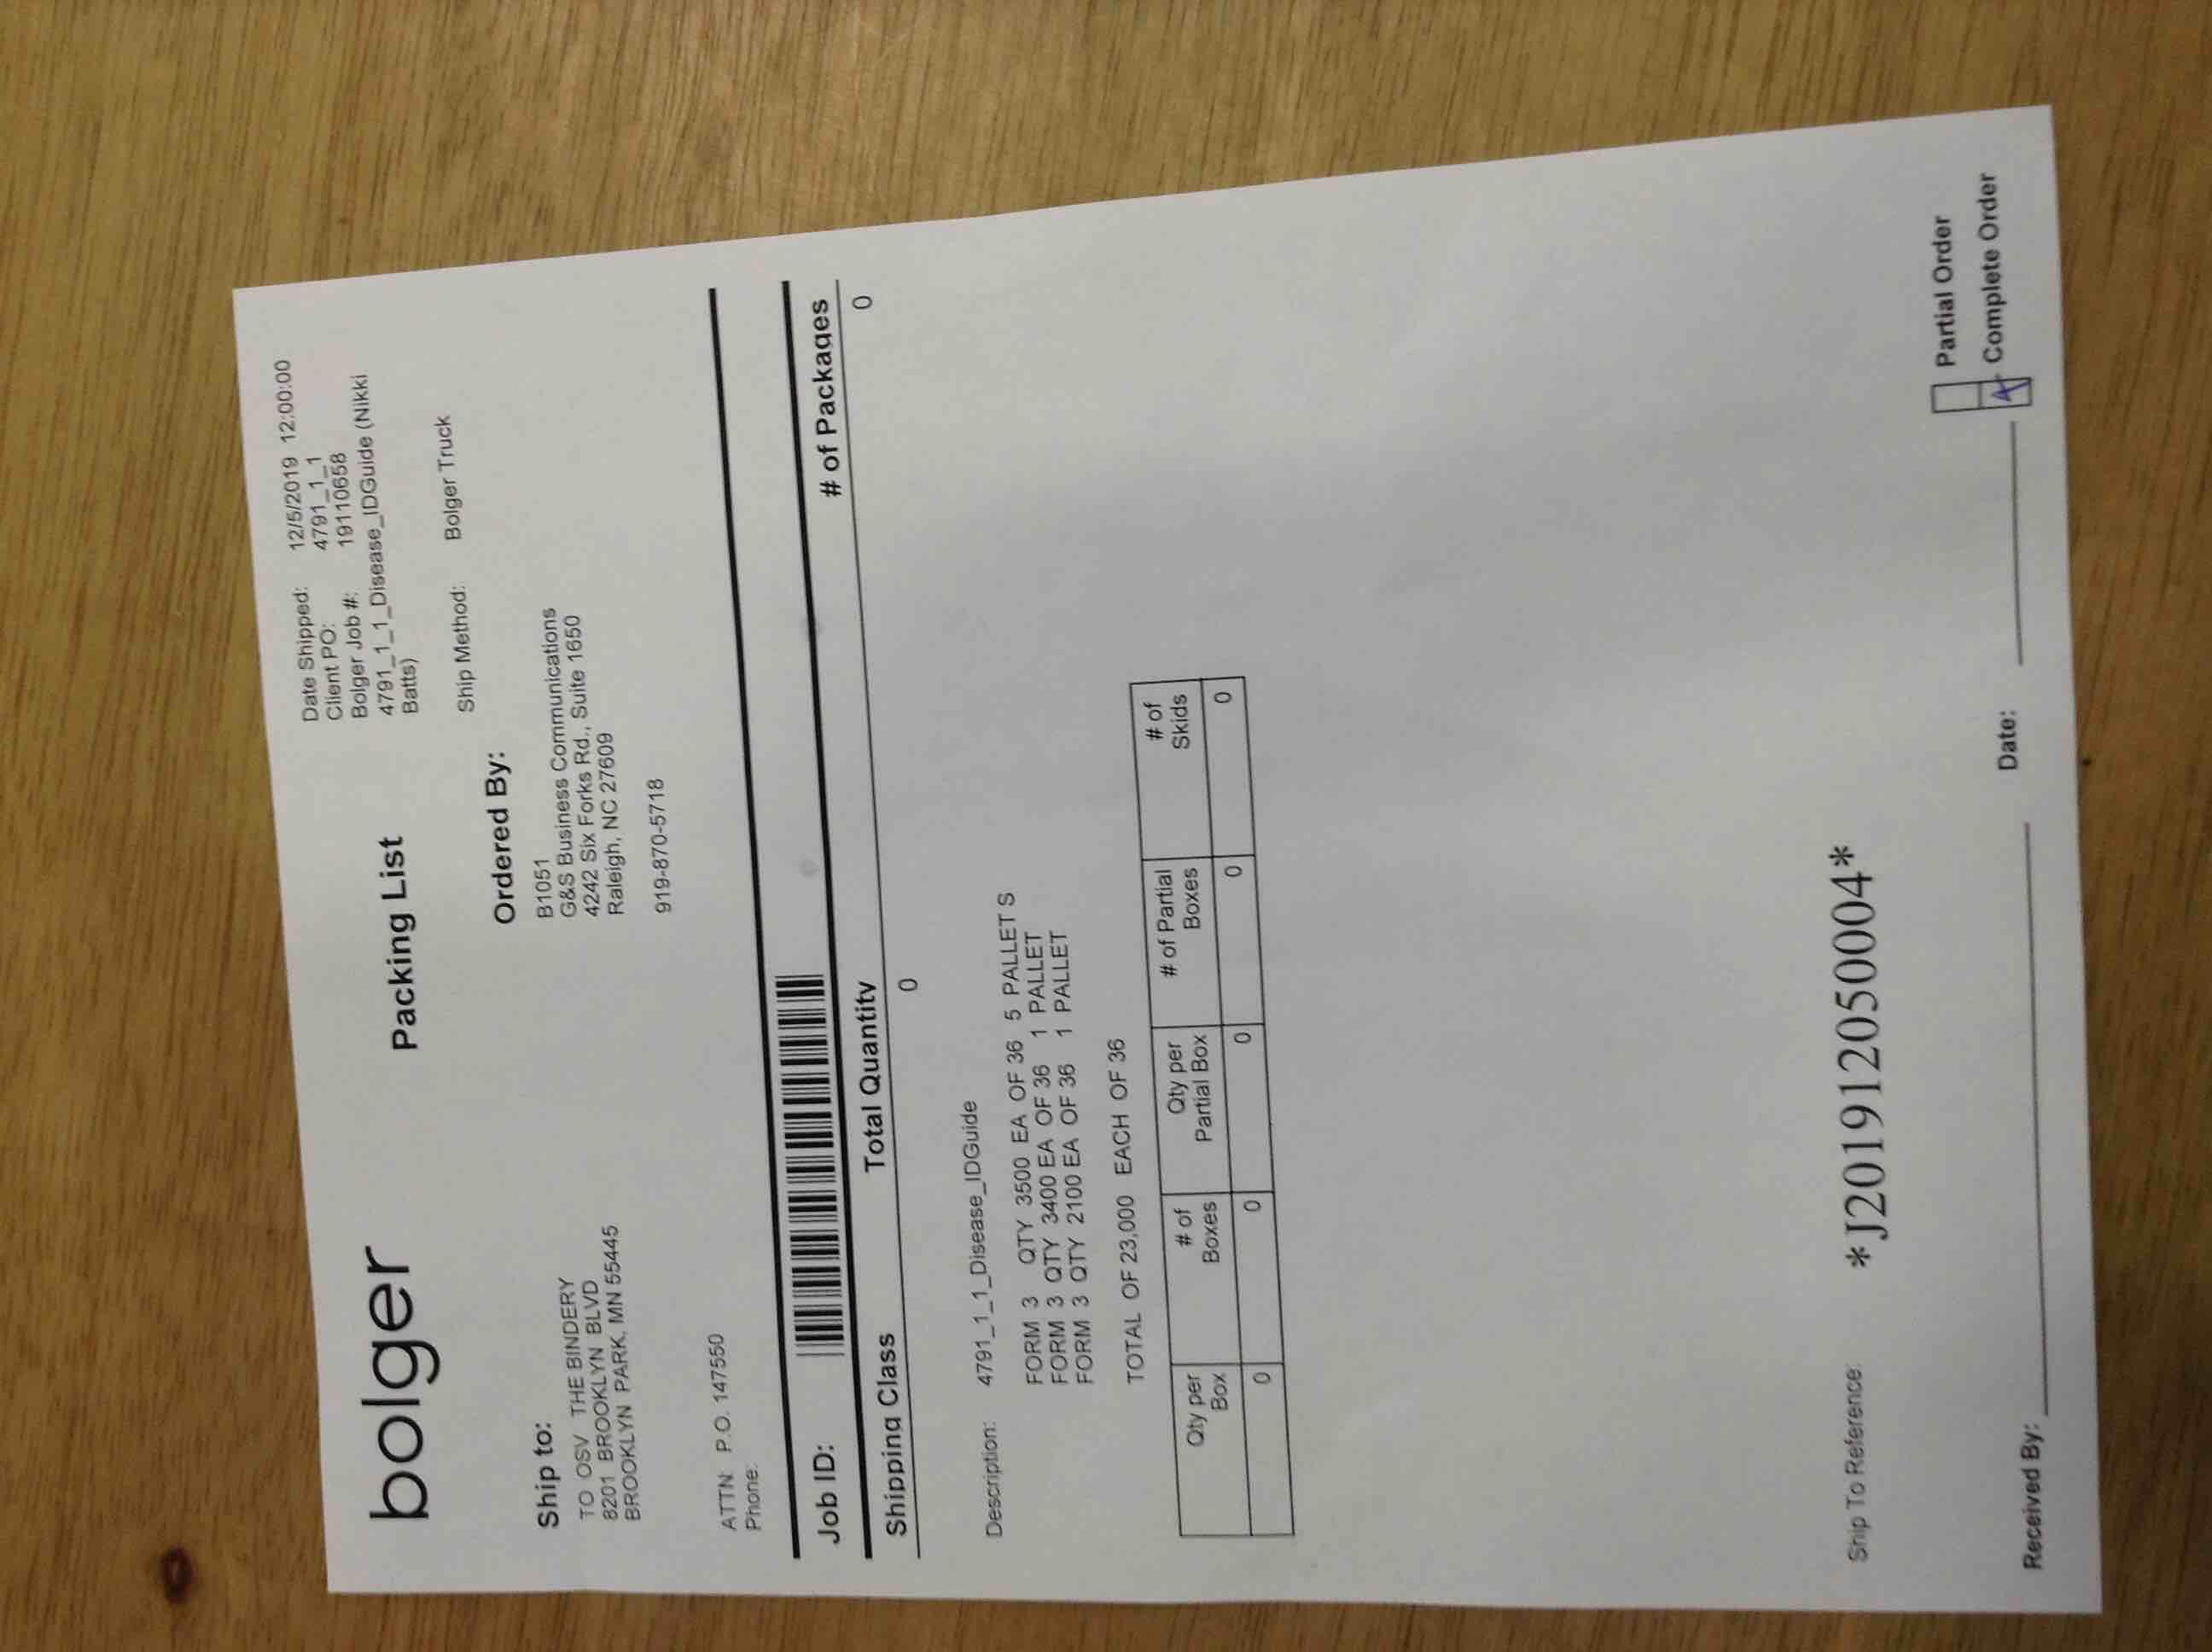 bolger
Packing List
Date Shipped: 12/5/2019 12:00:00
Client PO: 4791_1_1
Bolger Job #: 19110658
4791_1_1_Disease_IDGuide (Nikki
Batts)
Ship Method: Bolger Truck
Ship to:
TO OSV THE BINDERY
8201 BROOKLYN BLVD
BROOKLYN PARK, MN 55445
ATTN: P.O. 147550
Phone:
Ordered By:
B1051
G&S Business Communications
4242 Six Forks Rd., Suite 1650
Raleigh, NC 27609
919-870-5718
Job ID:
Shipping Class Total Quantity # of Packages
0 0
Description: 4791_1_1_Disease_IDGuide
FORM 3 QTY 3500 EA OF 36 5 PALLETS
FORM 3 QTY 3400 EA OF 36 1 PALLET
FORM 3 QTY 2100 EA OF 36 1 PALLET
TOTAL OF 23,000 EACH OF 36
Qty per Box # of Boxes Qty per Partial Box # of Partial Boxes # of Skids
0 0 0 0 0
Ship To Reference: *J201912050004*
Partial Order
Complete Order
Received By: Date: